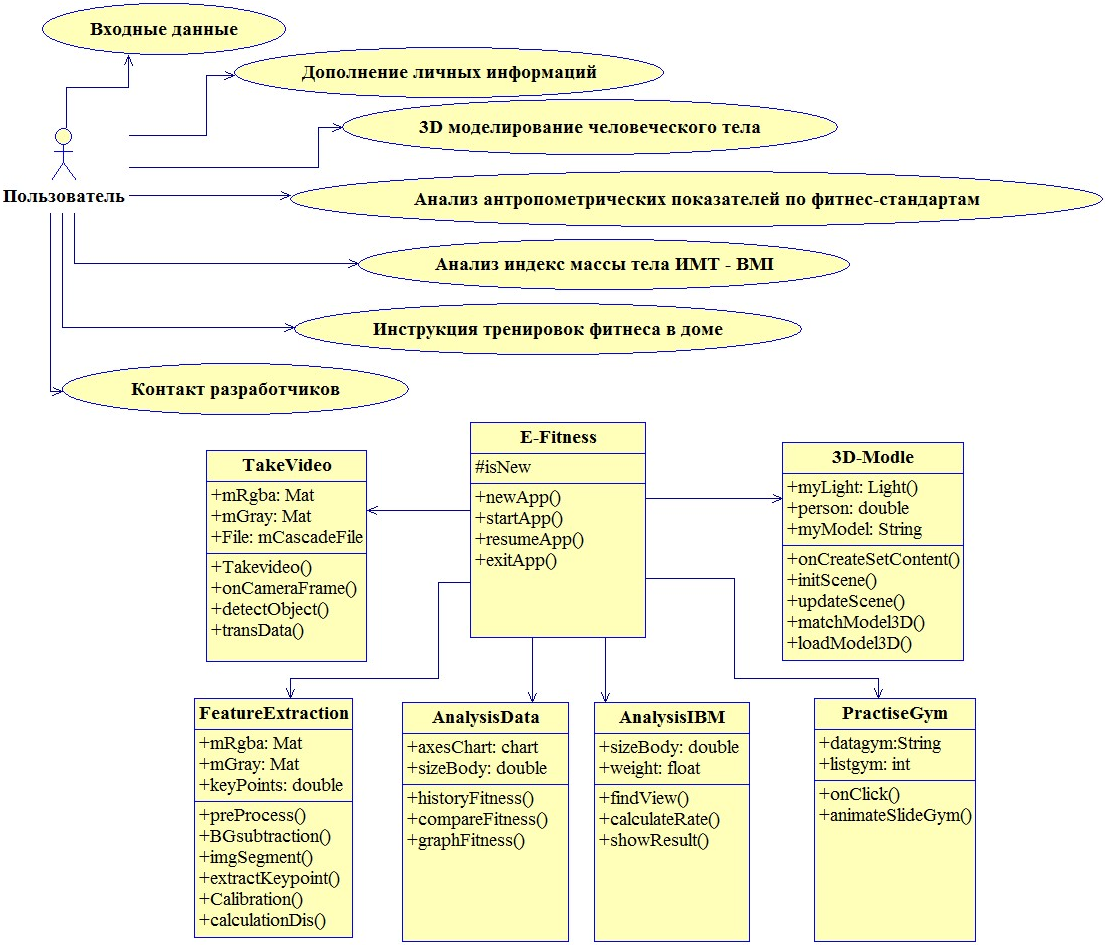 Входные данные
Дополнение личных информаций
3D моделирование человеческого тела
Пользователь
Анализ антропометрических показателей по фитнес-стандартам
Анализ индекс массы тела ИМТ - BMI
Инструкция тренировок фитнеса в доме
Контакт разработчиков
E-Fitness
#isNew
+newApp()
+startApp()
+resumeApp()
+exitApp()
TakeVideo
+mRgba: Mat
+mGray: Mat
+File: mCascadeFile
+Takevideo()
+onCameraFrame()
+detectObject()
+transData()
3D-Modle
+myLight: Light()
+person: double
+myModel: String
+onCreateSetContent()
+initScene()
+updateScene()
+matchModel3D()
+loadModel3D()
FeatureExtraction
+mRgba: Mat
+mGray: Mat
+keyPoints: double
+preProcess()
+BGsubtraction()
+imgSegment()
+extractKeypoint()
+Calibration()
+calculationDis()
AnalysisData
+axesChart: chart
+sizeBody: double
+historyFitness()
+compareFitness()
+graphFitness()
AnalysisIBM
+sizeBody: double
+weight: float
+findView()
+calculateRate()
+showResult()
PractiseGym
+datagym:String
+listgym: int
+onClick()
+animateSlideGym()